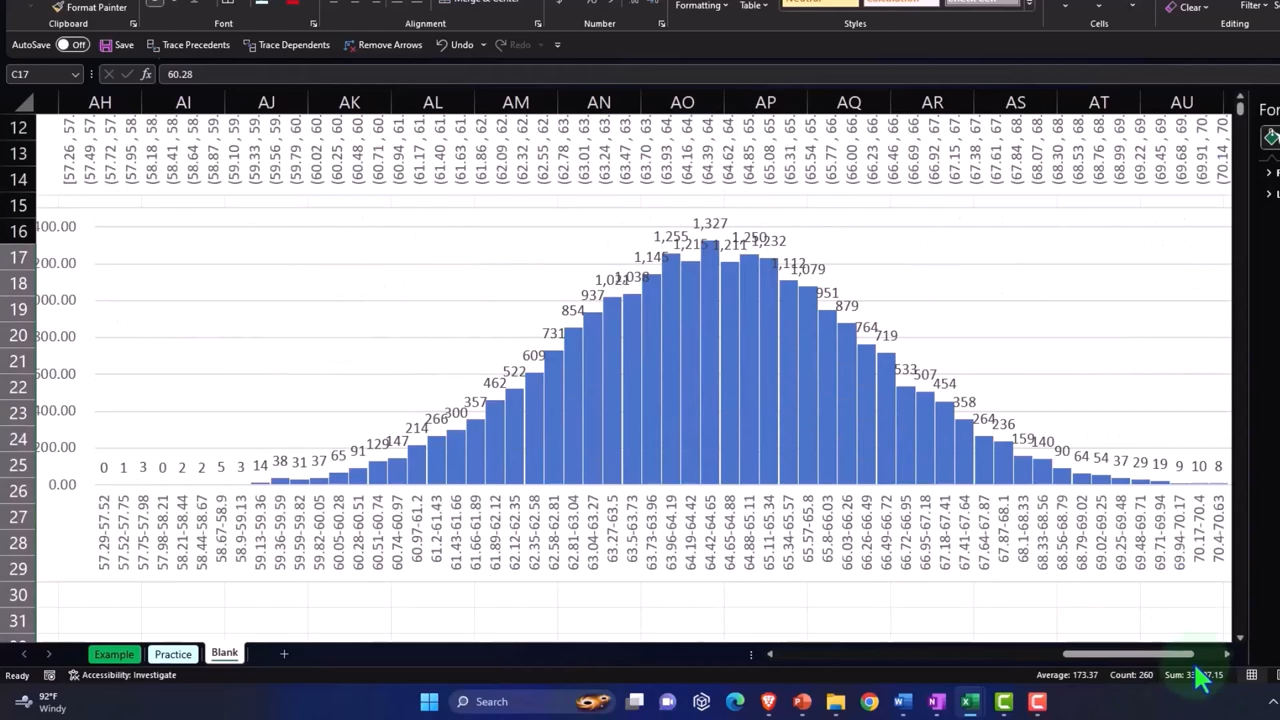 Format Painter
Merge & Center
Formatting
Table
Neutral
Calculation
Check Cell
Clear
Filter
Clipboard
Font
Alignment
Number
Styles
Cells
Editing
AutoSave Off Save Trace Precedents Trace Dependents Remove Arrows Undo Redo
C17 fx 60.28
AH AI AJ AK AL AM AN AO AP AQ AR AS AT AU
12
13
14
15
16
17
18
19
20
21
22
23
24
25
26
27
28
29
30
31
1,327
1,255 1,215 1,211 1,250 1,232
1,145 1,112 1,079
1,021 1,038
937 951
854 879
731 764 719
609
522 533 507
462 454
357 358
266 300 264 236
214
129 147 159 140
65 91 90 64 54
0 1 3 0 2 2 5 3 14 38 31 37 37 29 19 9 10 8
0.00
57.29-57.52 57.52-57.75 57.75-57.98 57.98-58.21 58.21-58.44 58.44-58.67 58.67-58.9 58.9-59.13 59.13-59.36 59.36-59.59 59.59-59.82 59.82-60.05 60.05-60.28 60.28-60.51 60.51-60.74 60.74-60.97 60.97-61.2 61.2-61.43 61.43-61.66 61.66-61.89 61.89-62.12 62.12-62.35 62.35-62.58 62.58-62.81 62.81-63.04 63.04-63.27 63.27-63.5 63.5-63.73 63.73-63.96 63.96-64.19 64.19-64.42 64.42-64.65 64.65-64.88 64.88-65.11 65.11-65.34 65.34-65.57 65.57-65.8 65.8-66.03 66.03-66.26 66.26-66.49 66.49-66.72 66.72-66.95 66.95-67.18 67.18-67.41 67.41-67.64 67.64-67.87 67.87-68.1 68.1-68.33 68.33-68.56 68.56-68.79 68.79-69.02 69.02-69.25 69.25-69.48 69.48-69.71 69.71-69.94 69.94-70.17 70.17-70.4 70.4-70.63
Example Practice Blank
Ready Accessibility: Investigate Average: 173.37 Count: 260 Sum:
92°F
Windy
Search